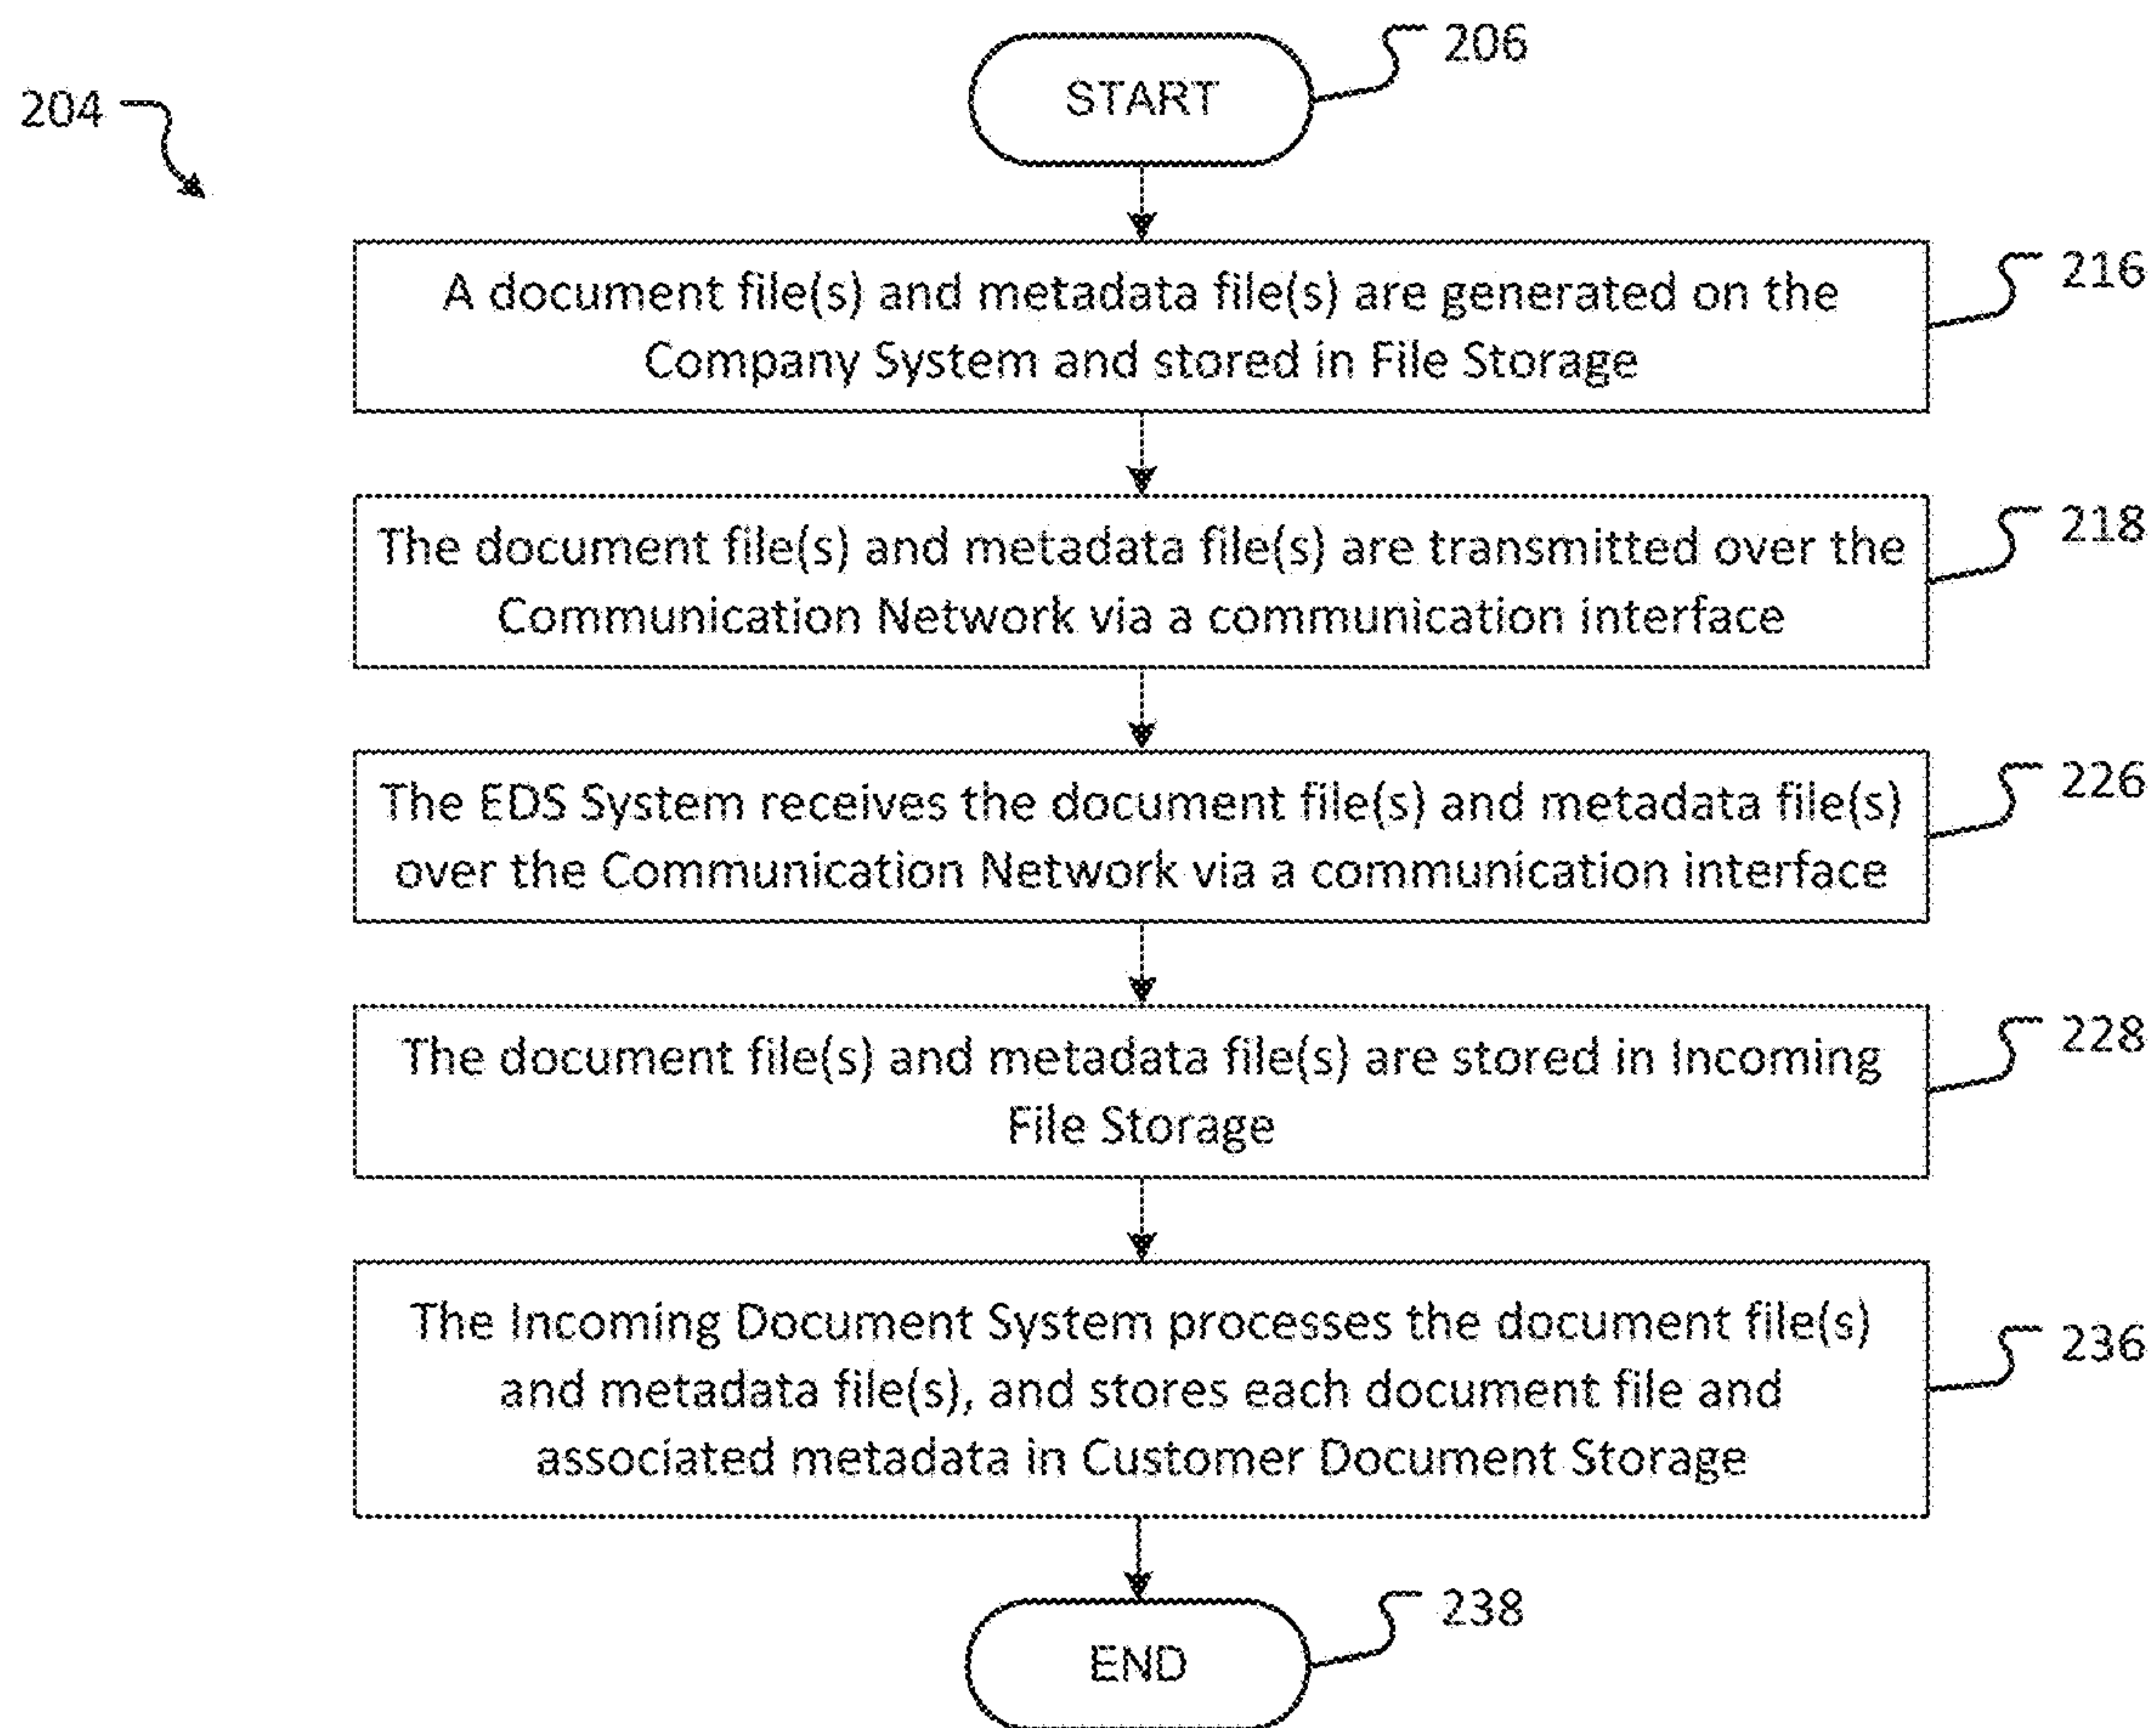 206
START
204
216
A document file(s) and metadata file(s) are generated on the
Company System and stored in File Storage
218
The document file(s) and metadata file(s) are transmitted over the
Communication Network via a communication interface
226
The EDS System receives the document file(s) and metadata file(s)
over the Communication Network via a communication interface
228
The document file(s) and metadata file(s) are stored in Incoming
File Storage
236
The Incoming Document System processes the document file(s)
and metadata file(s), and stores each document file and
associated metadata in Customer Document Storage
238
END